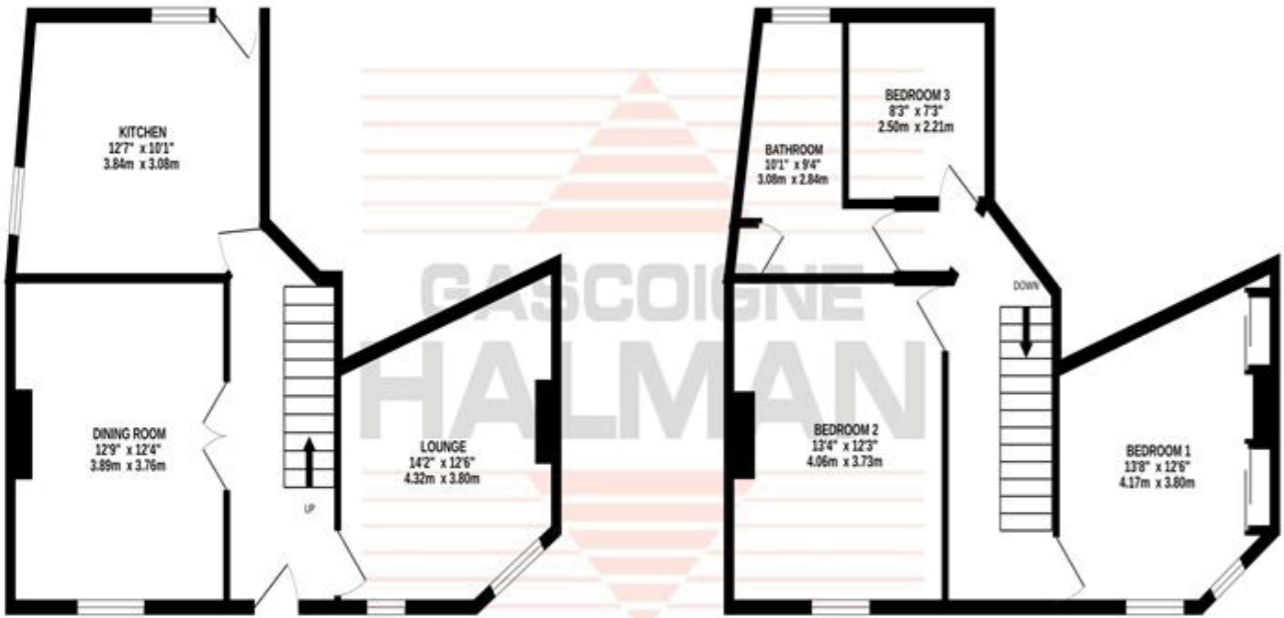 KITCHEN
12'7" x 10'1"
3.84m x 3.08m
DINING ROOM
12'9" x 12'4"
3.89m x 3.76m
UP
LOUNGE
14'2" x 12'6"
4.32m x 3.80m
GASCOIGNE
HALMAN
BATHROOM
10'1" x 9'4"
3.08m x 2.84m
BEDROOM 3
8'3" x 7'3"
2.50m x 2.21m
DOWN
BEDROOM 2
13'4" x 12'3"
4.06m x 3.73m
BEDROOM 1
13'8" x 12'6"
4.17m x 3.80m